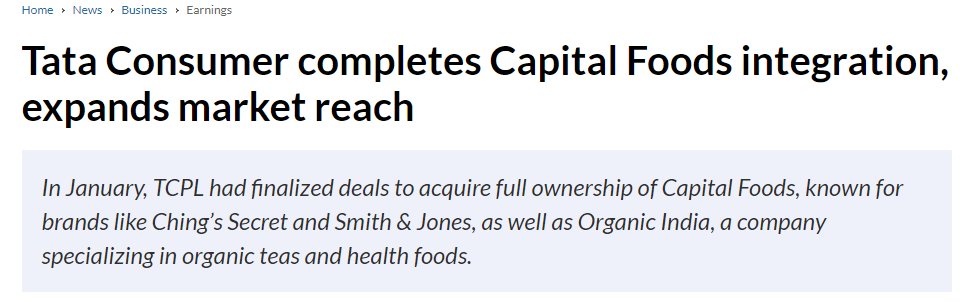 Home > News > Business > Earnings
Tata Consumer completes Capital Foods integration,
expands market reach
In January, TCPL had finalized deals to acquire full ownership of Capital Foods, known for
brands like Ching’s Secret and Smith & Jones, as well as Organic India, a company
specializing in organic teas and health foods.